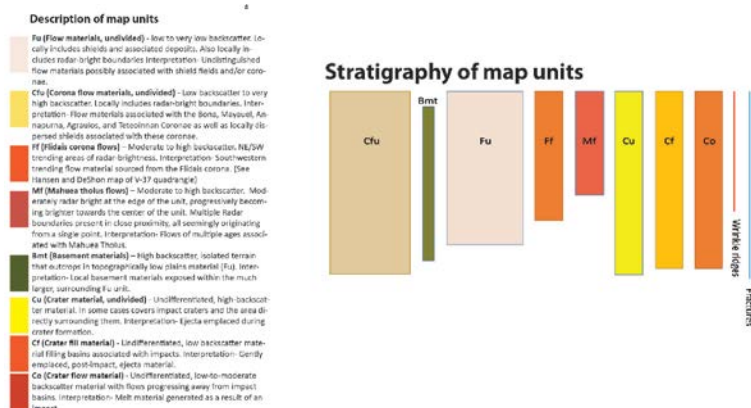 Description of map units
Fu (Flow materials, undivided) - low to very low backscatter. Lo-
cally includes shields and associated deposits. Also locally in-
cludes radar-bright boundaries Interpretation- Undistinguished
flow materials possibly associated with shield fields and/or coro-
nae.
Cfu (Corona flow materials, undivided) - Low backscatter to very
high backscatter. Locally includes radar-bright boundaries. Inter-
pretation- Flow materials associated with the Bona, Mayauel, An-
napurna, Agraulos, and Teteoinnan Coronae as well as locally dis-
persed shields associated with these coronae.
Ff (Flidais corona flows) - Moderate to high backscatter. NE/SW
trending areas of radar-brightness. Interpretation- Southwestern
trending flow material sourced from the Flidais corona. (See
Hansen and DeShon map of V-37 quadrangle)
Mf (Mahuea tholus flows) - Moderate to high backscatter. Mod-
erately radar bright at the edge of the unit, progressively becom-
ing brighter towards the center of the unit. Multiple Radar
boundaries present in close proximity, all seemingly originating
from a single point. Interpretation- Flows of multiple ages associ-
ated with Mahuea Tholus.
Bmt (Basement materials) – High backscatter, isolated terrain
that outcrops in topographically low plains material (Fu). Inter-
pretation- Local basement materials exposed within the much
larger, surrounding Fu unit.
Cu (Crater material, undivided) - Undifferentiated, high-backscat-
ter material. In some cases covers impact craters and the area di-
rectly surrounding them. Interpretation- Ejecta emplaced during
crater formation.
Cf (Crater fill material) - Undifferentiated, low backscatter mate-
rial filling basins associated with impacts. Interpretation- Gently
emplaced, post-impact, ejecta material.
Co (Crater flow material) - Undifferentiated, low-to-moderate
backscatter material with flows progressing away from impact
basins. Interpretation- Melt material generated as a result of an
impact.
Stratigraphy of map units
Cfu
Bmt
Fu
Ff
Mf
Cu
Cf
Co
Wrinkle ridges
Fractures